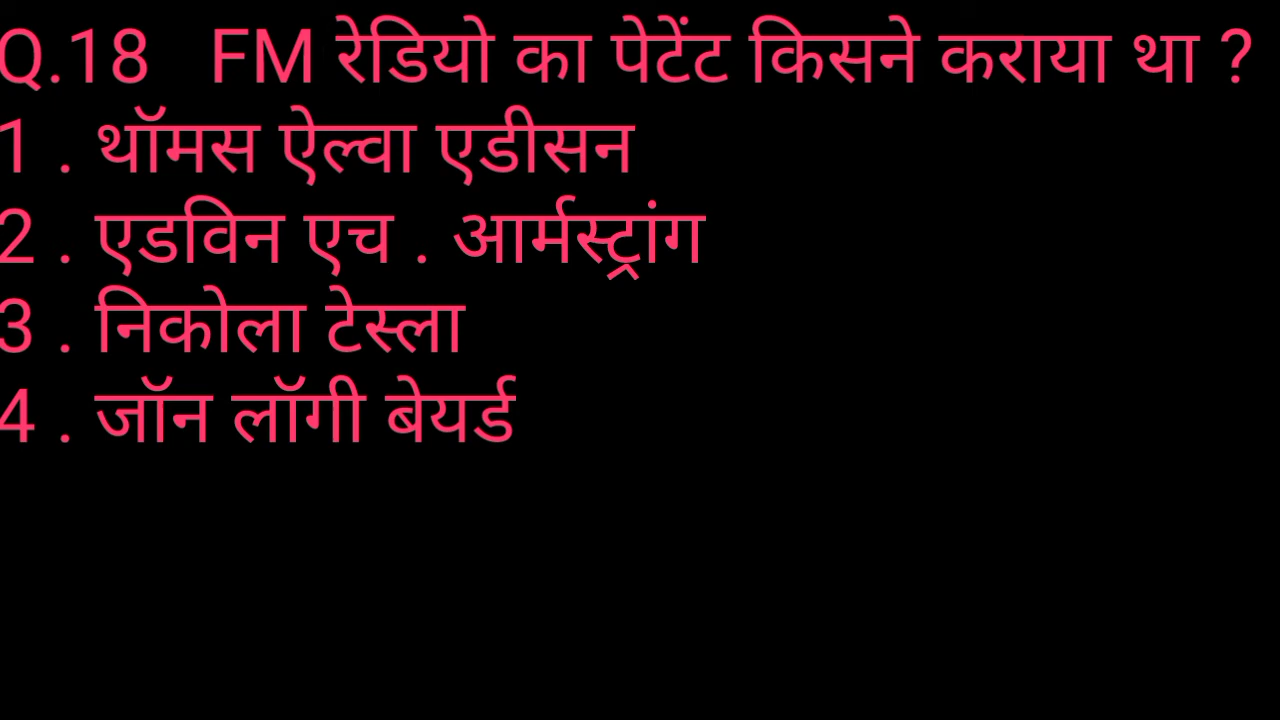 Q.18 FM रेडियो का पेटेंट किसने कराया था ?
1 . थॉमस ऐल्वा एडीसन
2 . एडविन एच . आर्मस्ट्रांग
3 . निकोला टेस्ला
4 . जॉन लॉगी बेयर्ड